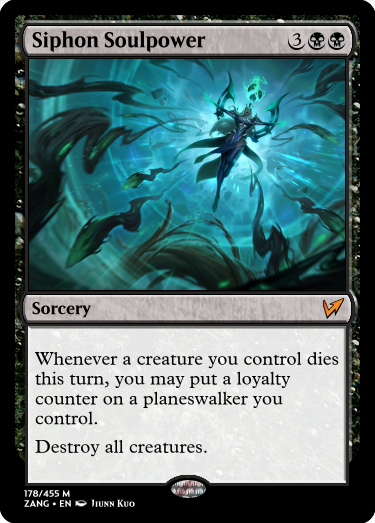 Siphon Soulpower 3
Sorcery
Whenever a creature you control dies
this turn, you may put a loyalty
counter on a planeswalker you
control.
Destroy all creatures.
178/455 M
ZANG • EN Jiunn Kuo